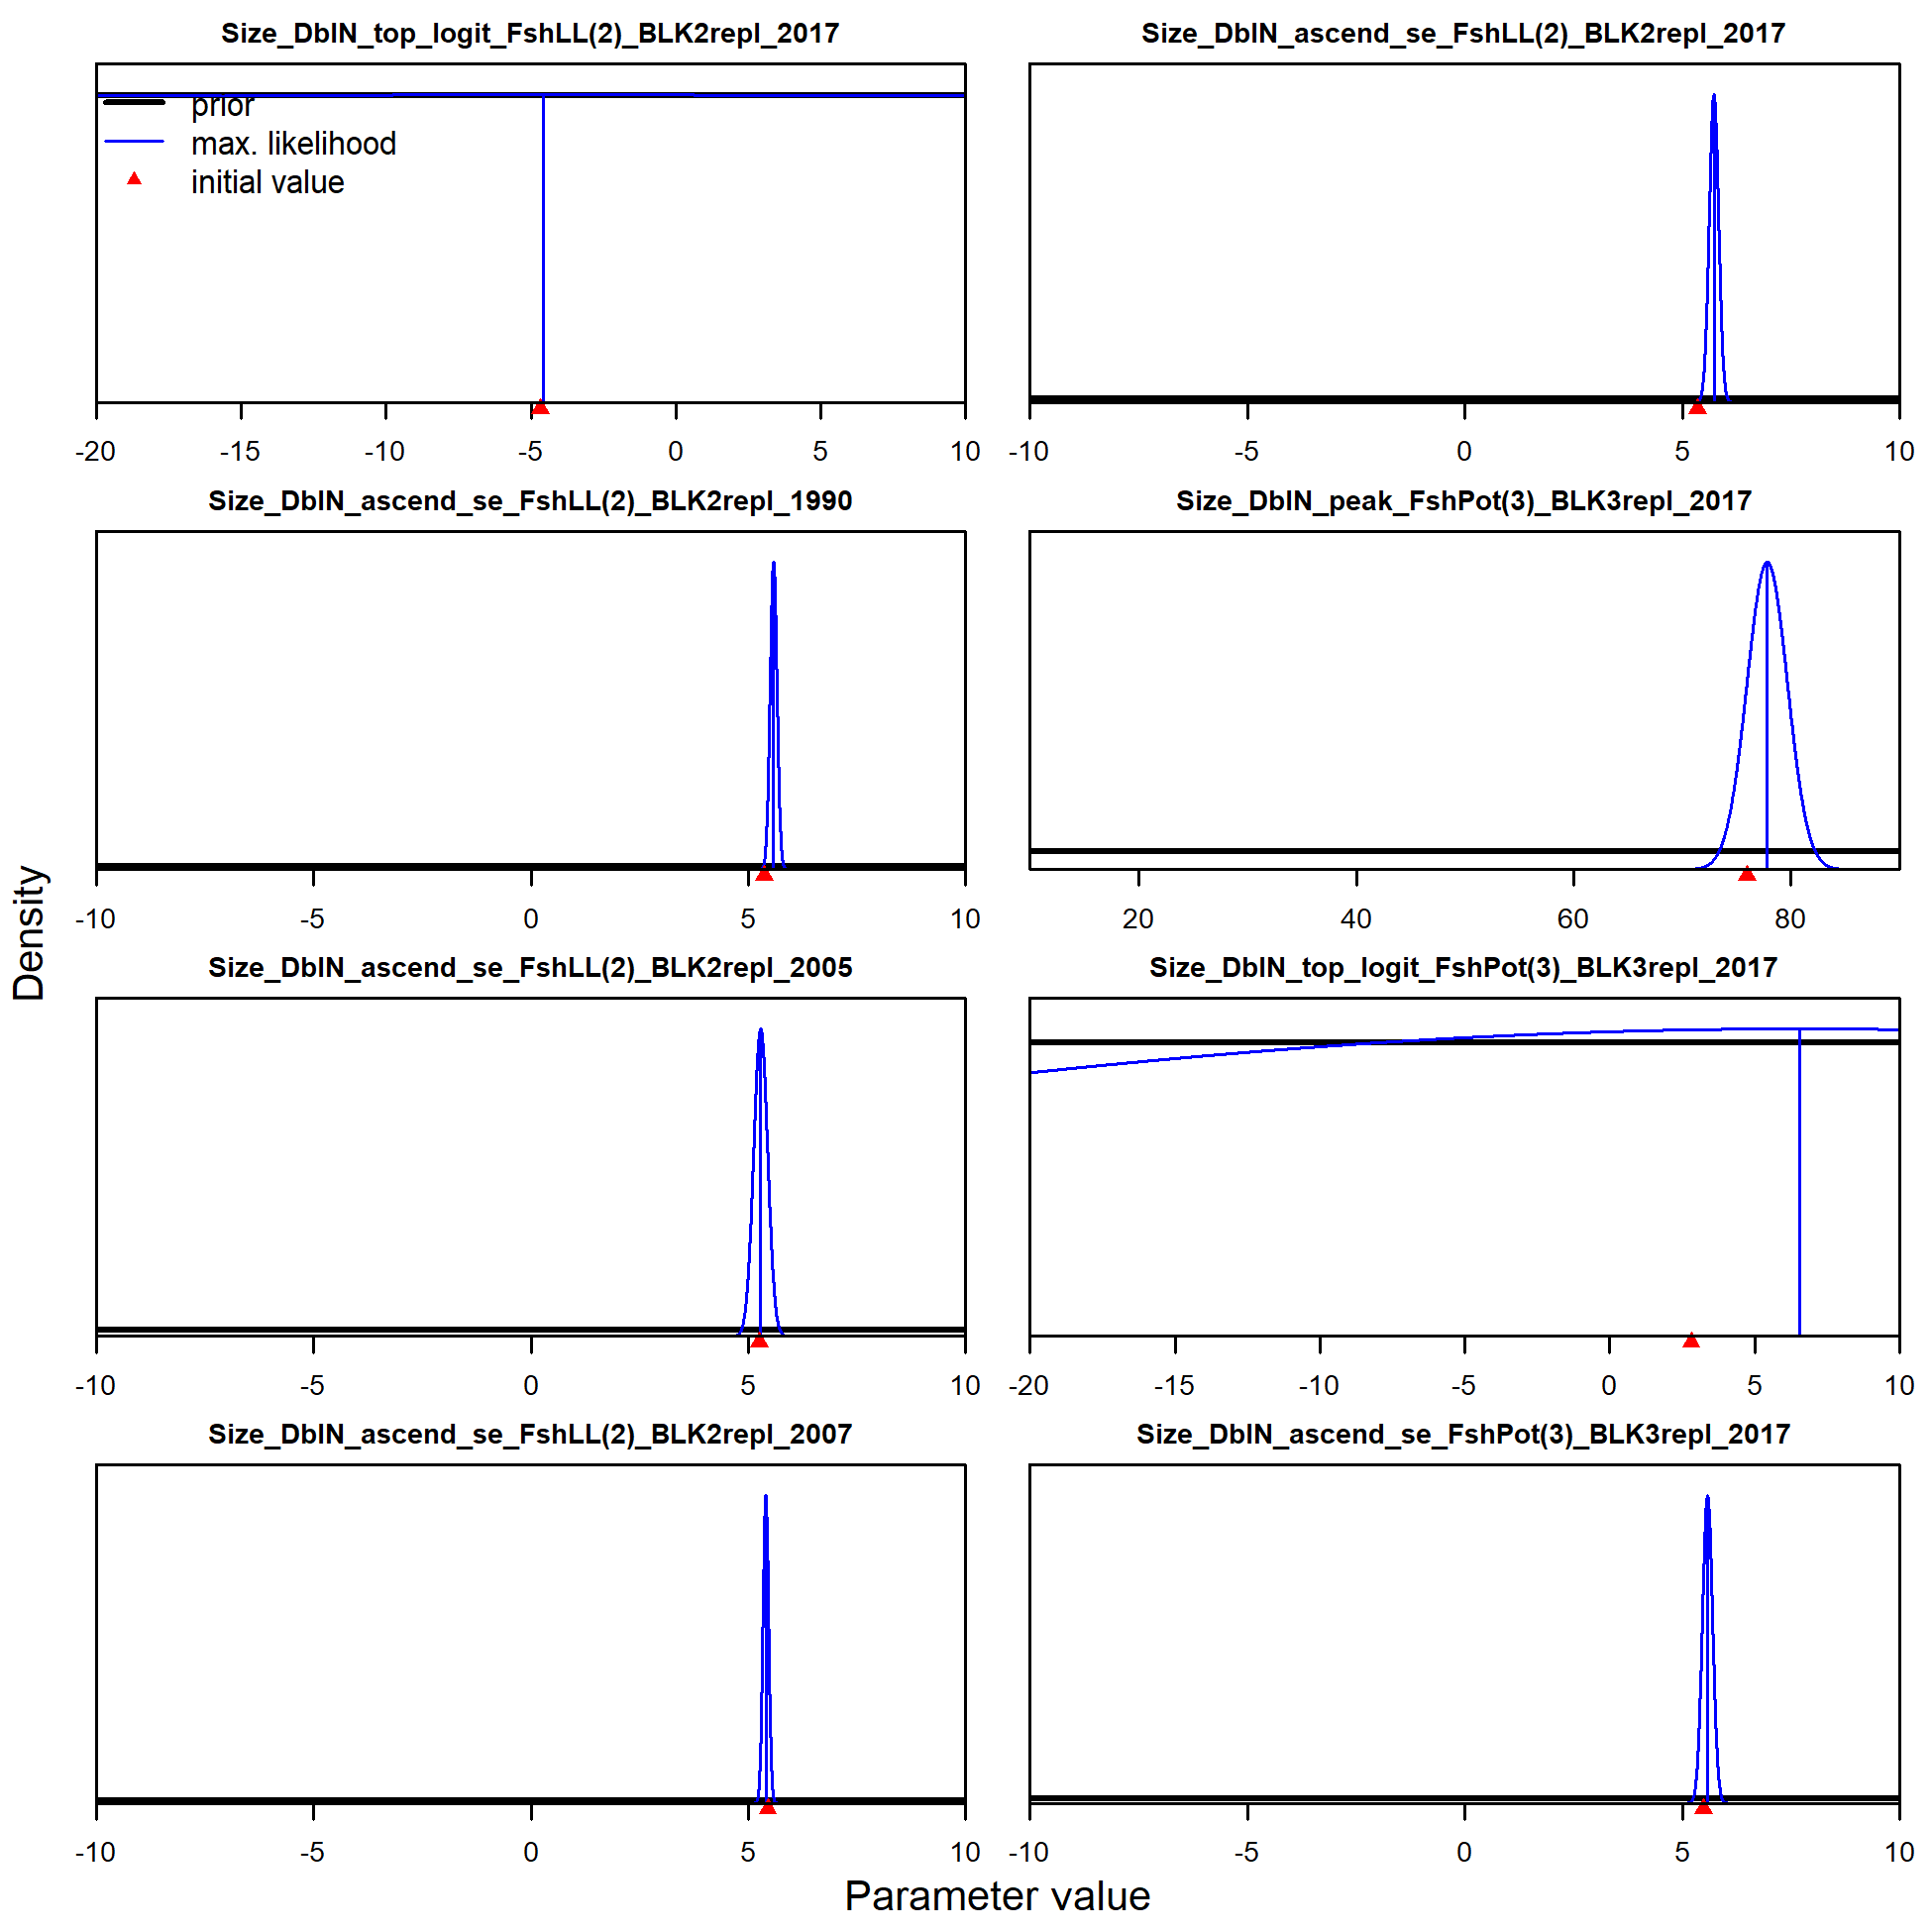 Size_DblN_top_logit_FshLL(2)_BLK2repl_2017
prior
max. likelihood
initial value
-20 -15 -10 -5 0 5 10
Size_DblN_ascend_se_FshLL(2)_BLK2repl_2017
-10 -5 0 5 10
Size_DblN_ascend_se_FshLL(2)_BLK2repl_1990
-10 -5 0 5 10
Size_DblN_peak_FshPot(3)_BLK3repl_2017
20 40 60 80
Size_DblN_ascend_se_FshLL(2)_BLK2repl_2005
-10 -5 0 5 10
Size_DblN_top_logit_FshPot(3)_BLK3repl_2017
-20 -15 -10 -5 0 5 10
Size_DblN_ascend_se_FshLL(2)_BLK2repl_2007
-10 -5 0 5 10
Size_DblN_ascend_se_FshPot(3)_BLK3repl_2017
-10 -5 0 5 10
Density
Parameter value